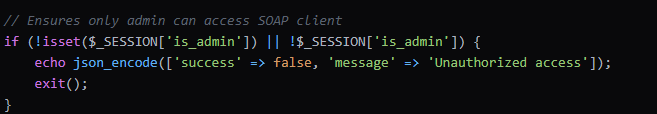 // Ensures only admin can access SOAP client
if (!isset($_SESSION['is_admin']) || !$_SESSION['is_admin']) {
    echo json_encode(['success' => false, 'message' => 'Unauthorized access']);
    exit();
}